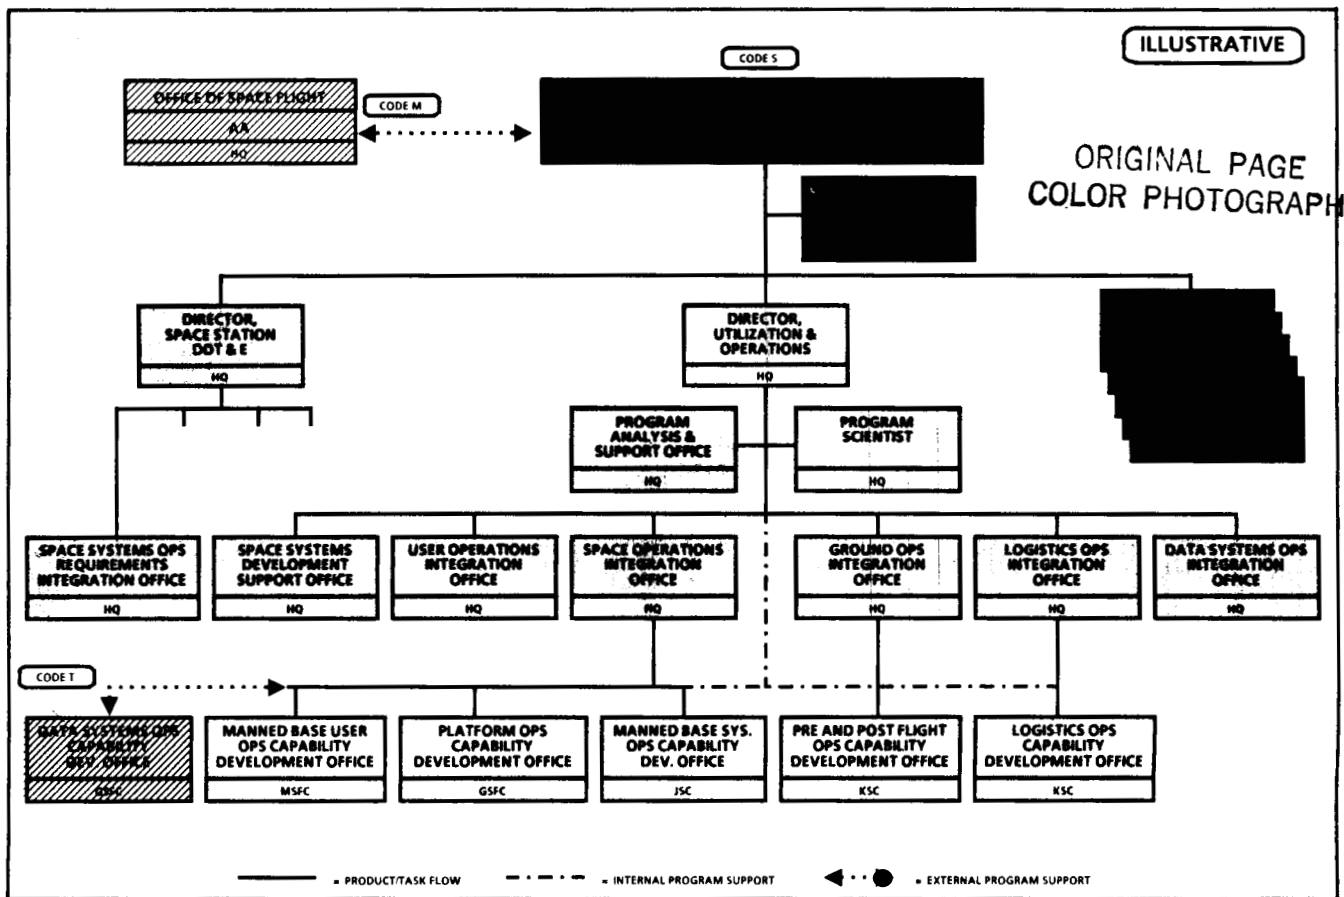 ILLUSTRATIVE
CODE S
OFFICE OF SPACE FLIGHT
AA
HQ
CODE M
ORIGINAL PAGE
COLOR PHOTOGRAPH
DIRECTOR,
SPACE STATION
DDT & E
HQ
DIRECTOR,
UTILIZATION &
OPERATIONS
HQ
PROGRAM
ANALYSIS &
SUPPORT OFFICE
HQ
PROGRAM
SCIENTIST
HQ
SPACE SYSTEMS OPS
REQUIREMENTS
INTEGRATION OFFICE
HQ
SPACE SYSTEMS
DEVELOPMENT
SUPPORT OFFICE
HQ
USER OPERATIONS
INTEGRATION
OFFICE
HQ
SPACE OPERATIONS
INTEGRATION
OFFICE
HQ
GROUND OPS
INTEGRATION
OFFICE
HQ
LOGISTICS OPS
INTEGRATION
OFFICE
HQ
DATA SYSTEMS OPS
INTEGRATION
OFFICE
HQ
CODE T
DATA SYSTEMS OPS
CAPABILITY
DEV. OFFICE
GSFC
MANNED BASE USER
OPS CAPABILITY
DEVELOPMENT OFFICE
MSFC
PLATFORM OPS
CAPABILITY
DEVELOPMENT OFFICE
GSFC
MANNED BASE SYS.
OPS CAPABILITY
DEV. OFFICE
JSC
PRE AND POST FLIGHT
OPS CAPABILITY
DEVELOPMENT OFFICE
KSC
LOGISTICS OPS
CAPABILITY
DEVELOPMENT OFFICE
KSC
= PRODUCT/TASK FLOW
= INTERNAL PROGRAM SUPPORT
= EXTERNAL PROGRAM SUPPORT